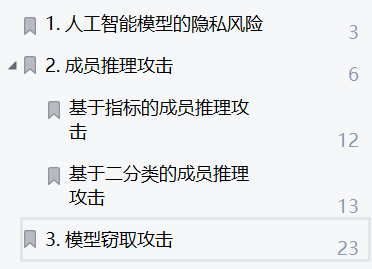 1. 人工智能模型的隐私风险 3
2. 成员推理攻击 6
基于指标的成员推理攻
击 12
基于二分类的成员推理
攻击 13
3. 模型窃取攻击 23